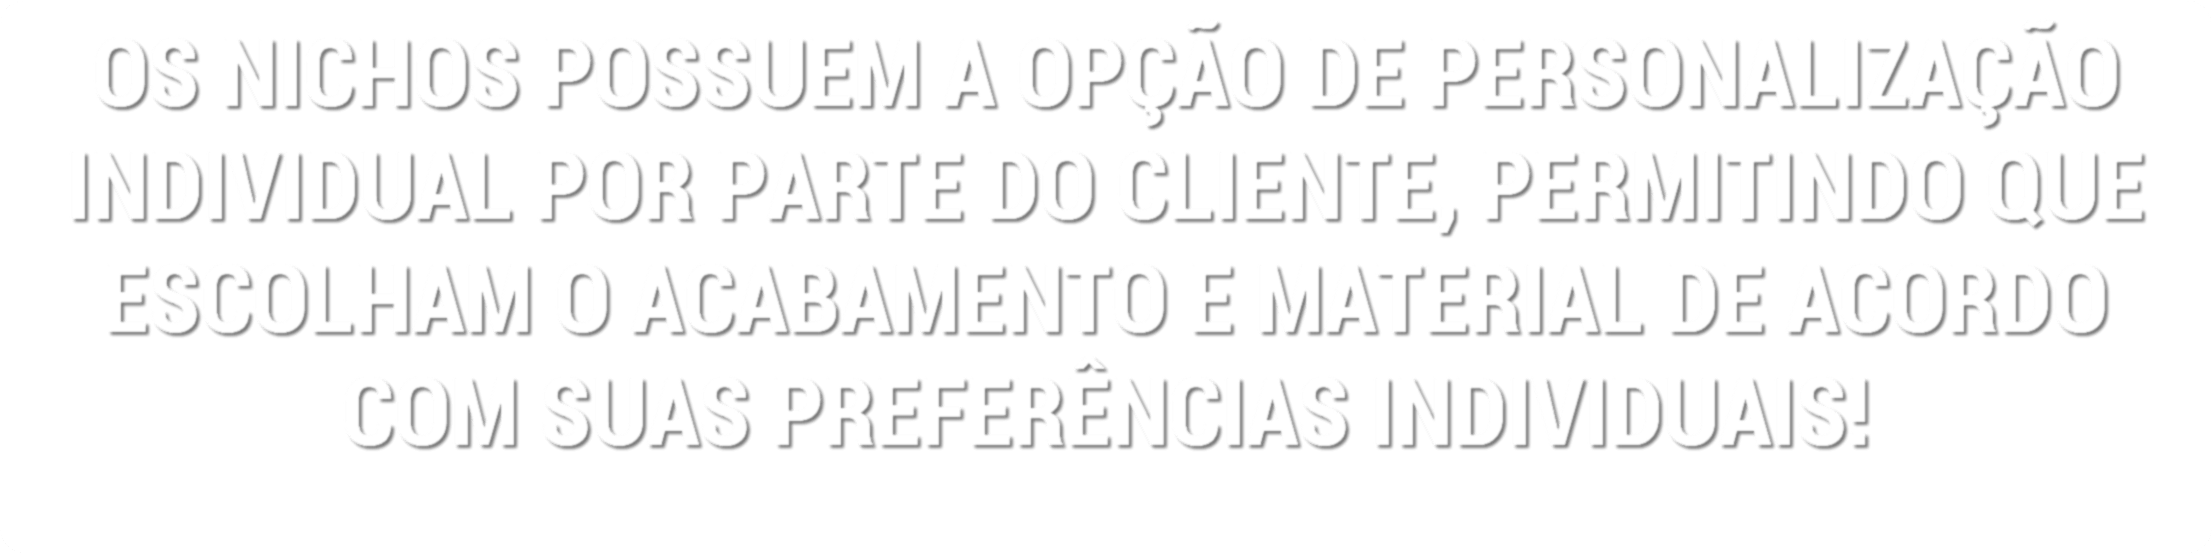 OS NICHOS POSSUEM A OPÇÃO DE PERSONALIZAÇÃO
INDIVIDUAL POR PARTE DO CLIENTE, PERMITINDO QUE
ESCOLHAM O ACABAMENTO E MATERIAL DE ACORDO
COM SUAS PREFERÊNCIAS INDIVIDUAIS!